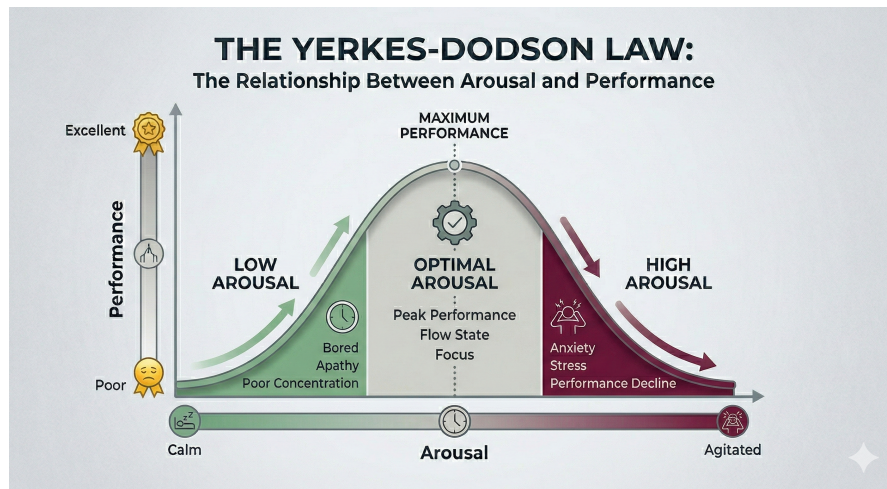 THE YERKES-DODSON LAW:
The Relationship Between Arousal and Performance
MAXIMUM
PERFORMANCE
Excellent
Performance
Poor
LOW
AROUSAL
Bored
Apathy
Poor Concentration
OPTIMAL
AROUSAL
Peak Performance
Flow State
Focus
HIGH
AROUSAL
Anxiety
Stress
Performance Decline
zzZ
Calm
Arousal
Agitated